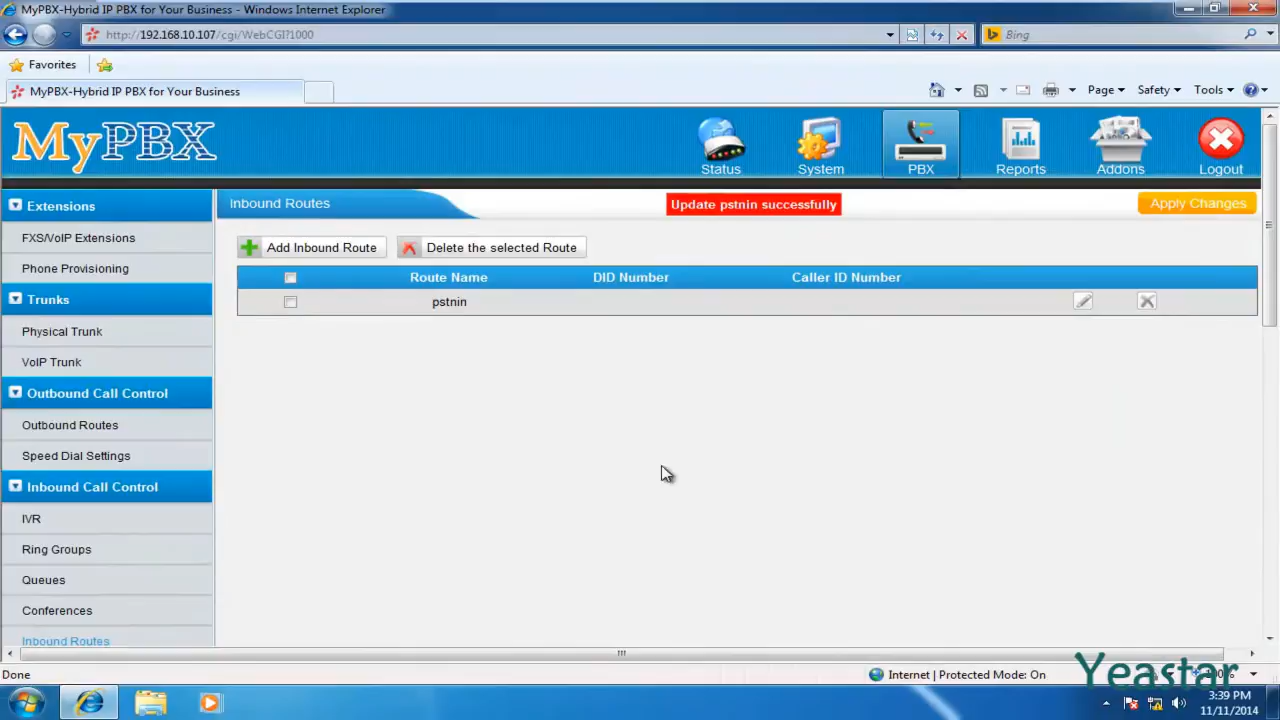 MyPBX-Hybrid IP PBX for Your Business - Windows Internet Explorer
http://192.168.10.107/cgi/WebCGI?1000
Bing
Favorites
MyPBX-Hybrid IP PBX for Your Business
Page
Safety
Tools
MyPBX
Status
System
PBX
Reports
Addons
Logout
Extensions
FXS/VoIP Extensions
Phone Provisioning
Trunks
Physical Trunk
VoIP Trunk
Outbound Call Control
Outbound Routes
Speed Dial Settings
Inbound Call Control
IVR
Ring Groups
Queues
Conferences
Inbound Routes
Inbound Routes
Update pstnin successfully
Apply Changes
Add Inbound Route
Delete the selected Route
Route Name DID Number Caller ID Number
pstnin
Done
Internet | Protected Mode: On
Yeastar
3:39 PM
11/11/2014